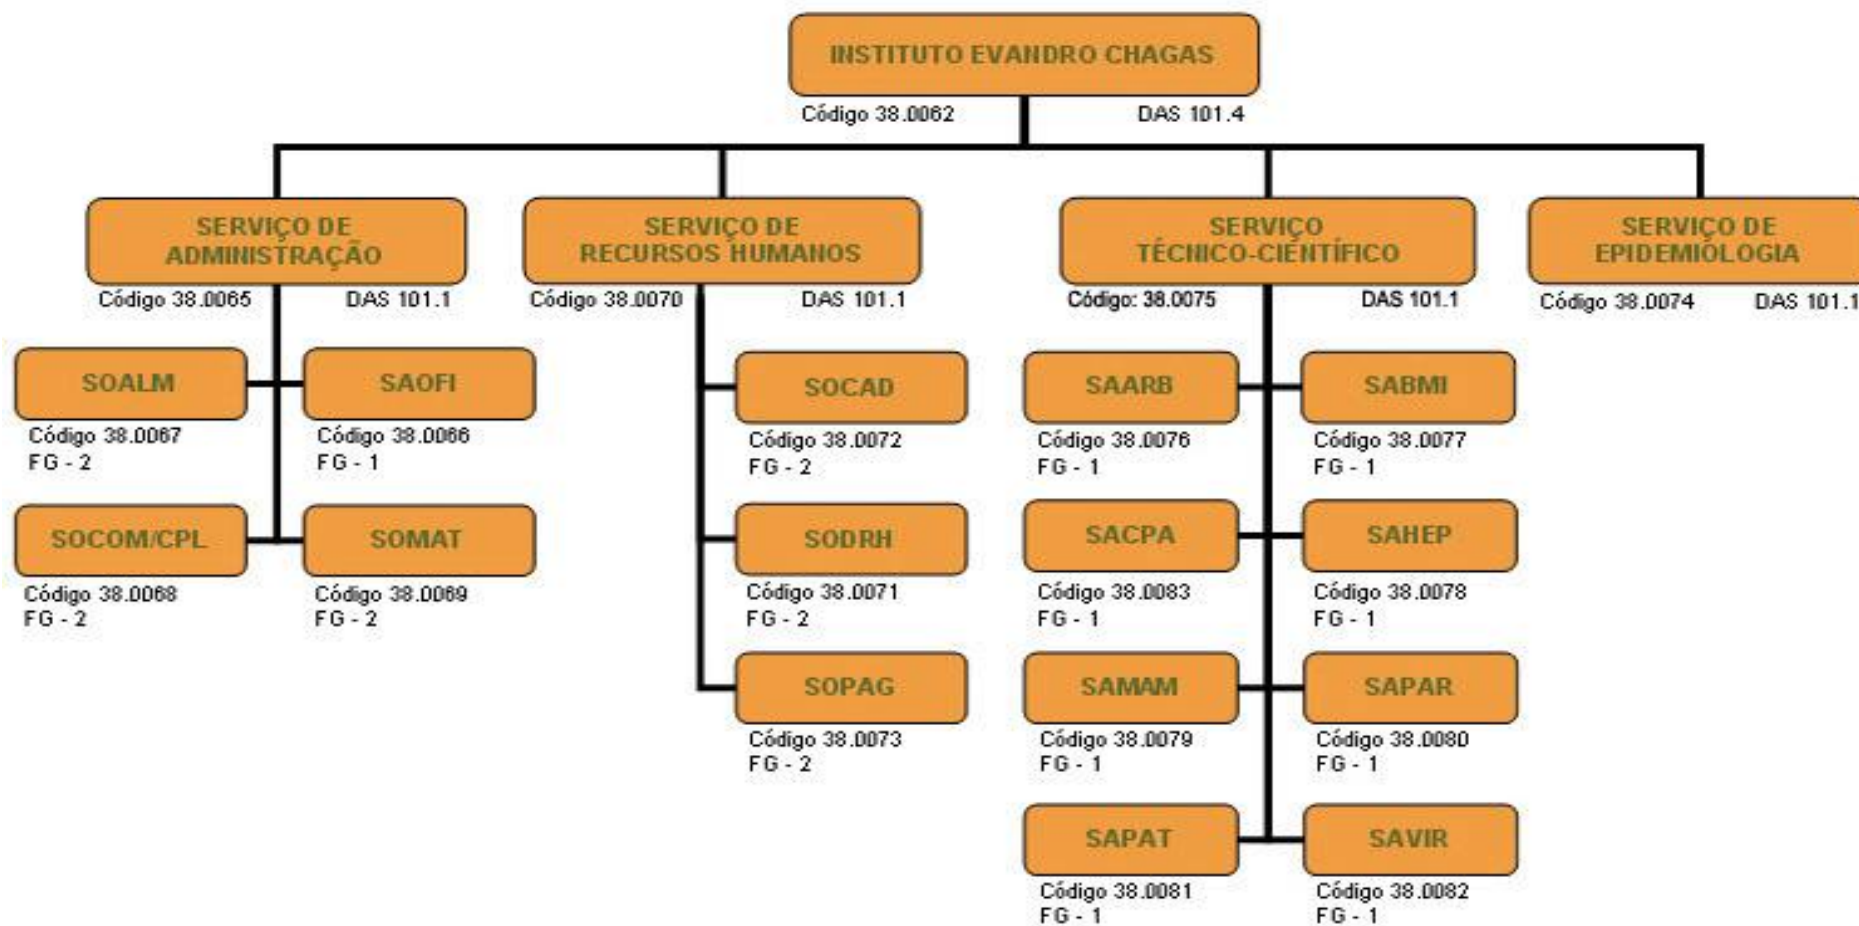 INSTITUTO EVANDRO CHAGAS
Código 38.0062 DAS 101.4
SERVIÇO DE
ADMINISTRAÇÃO
Código 38.0065 DAS 101.1
SERVIÇO DE
RECURSOS HUMANOS
Código 38.0070 DAS 101.1
SERVIÇO
TÉCNICO-CIENTÍFICO
Código: 38.0075 DAS 101.1
SERVIÇO DE
EPIDEMIOLOGIA
Código 38.0074 DAS 101.1
SOALM
Código 38.0067
FG - 2
SAOFI
Código 38.0066
FG - 1
SOCOM/CPL
Código 38.0068
FG - 2
SOMAT
Código 38.0069
FG - 2
SOCAD
Código 38.0072
FG - 2
SODRH
Código 38.0071
FG - 2
SOPAG
Código 38.0073
FG - 2
SAARB
Código 38.0076
FG - 1
SABMI
Código 38.0077
FG - 1
SACPA
Código 38.0083
FG - 1
SAHEP
Código 38.0078
FG - 1
SAMAM
Código 38.0079
FG - 1
SAPAR
Código 38.0080
FG - 1
SAPAT
Código 38.0081
FG - 1
SAVIR
Código 38.0082
FG - 1